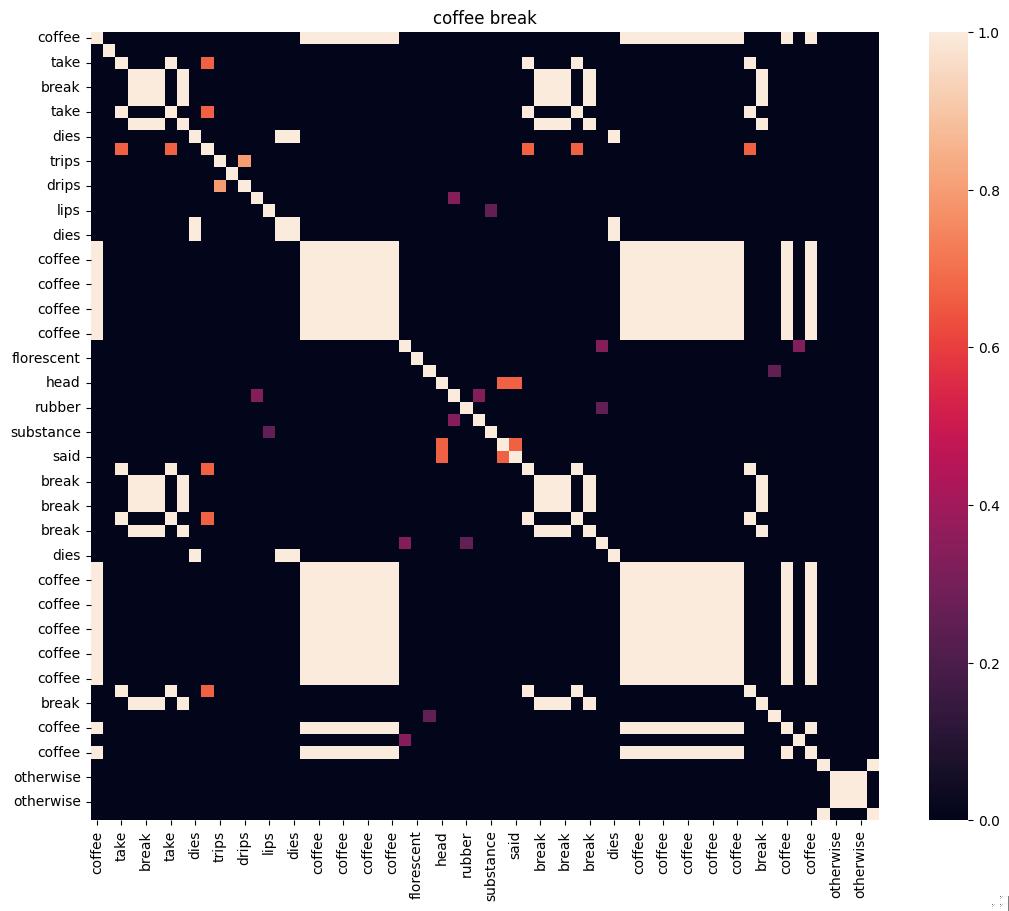 coffee break
coffee
take
break
take
dies
trips
drips
lips
dies
coffee
coffee
coffee
coffee
florescent
head
rubber
substance
said
break
break
break
dies
coffee
coffee
coffee
coffee
coffee
break
coffee
coffee
otherwise
otherwise
coffee
take
break
take
dies
trips
drips
lips
dies
coffee
coffee
coffee
coffee
florescent
head
rubber
substance
said
break
break
break
dies
coffee
coffee
coffee
coffee
coffee
break
coffee
coffee
otherwise
otherwise
1.0
0.8
0.6
0.4
0.2
0.0